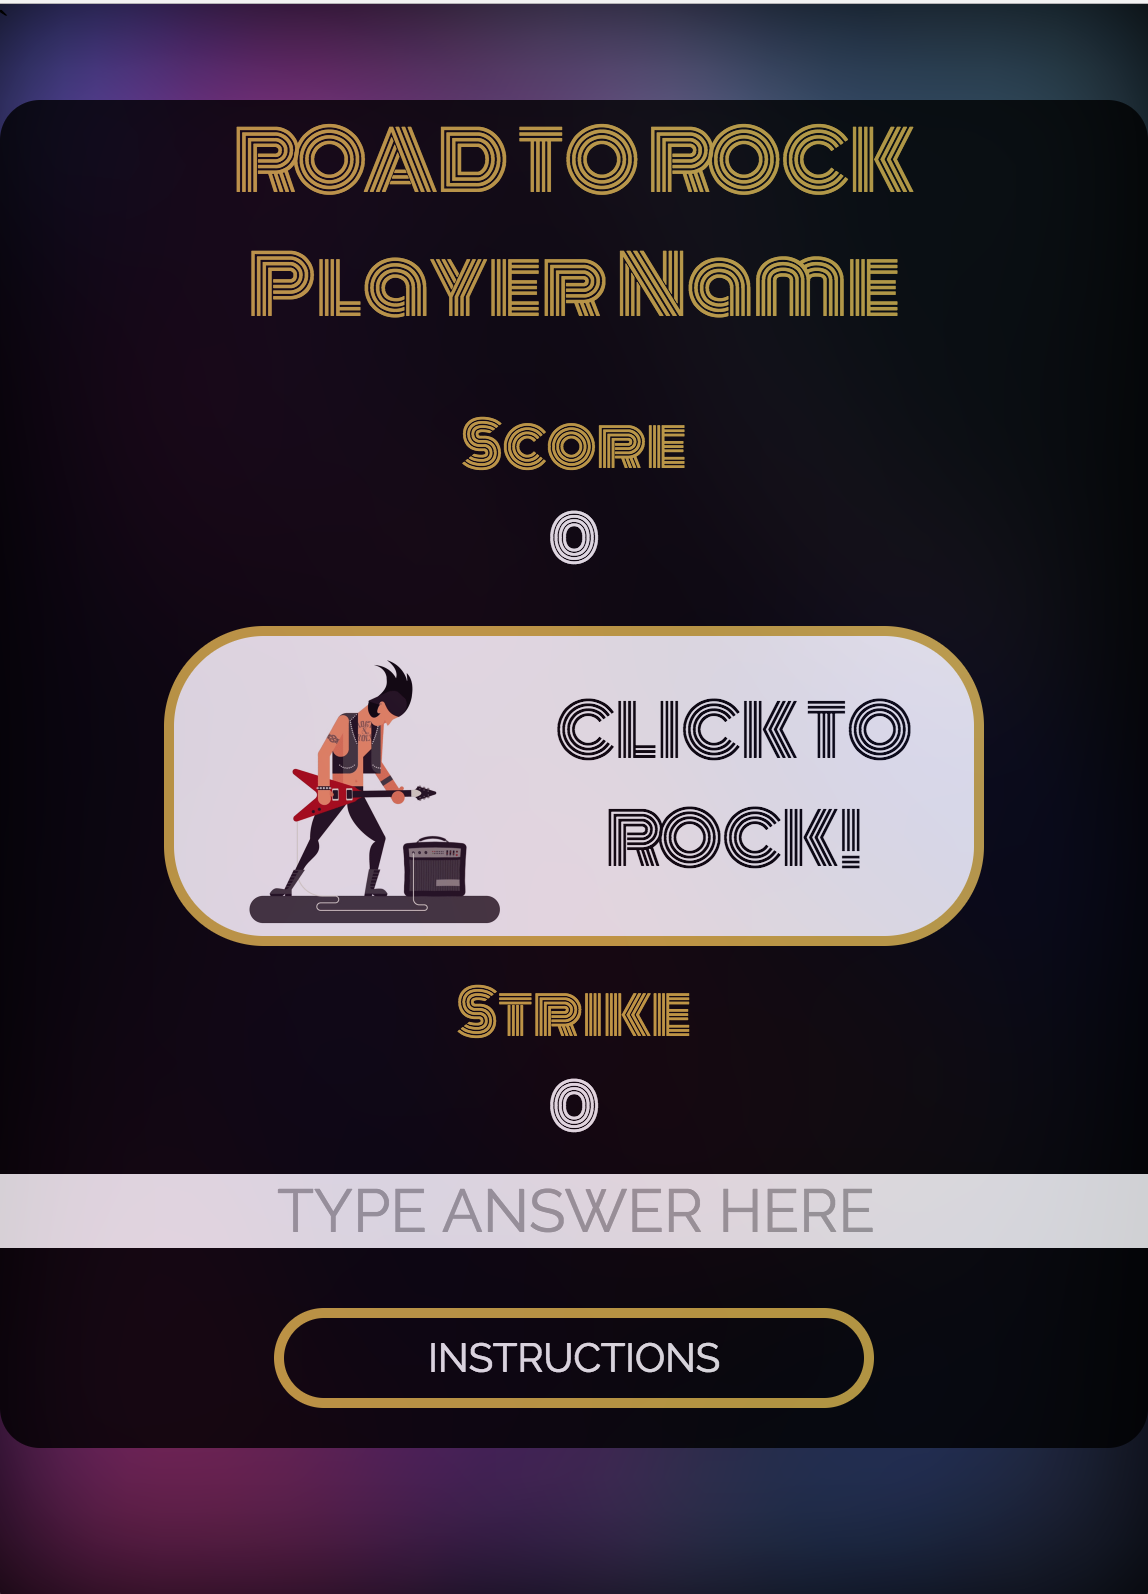 ROAD TO ROCK
Player Name
Score
0
CLICK TO
ROCK!
Strike
0
TYPE ANSWER HERE
INSTRUCTIONS